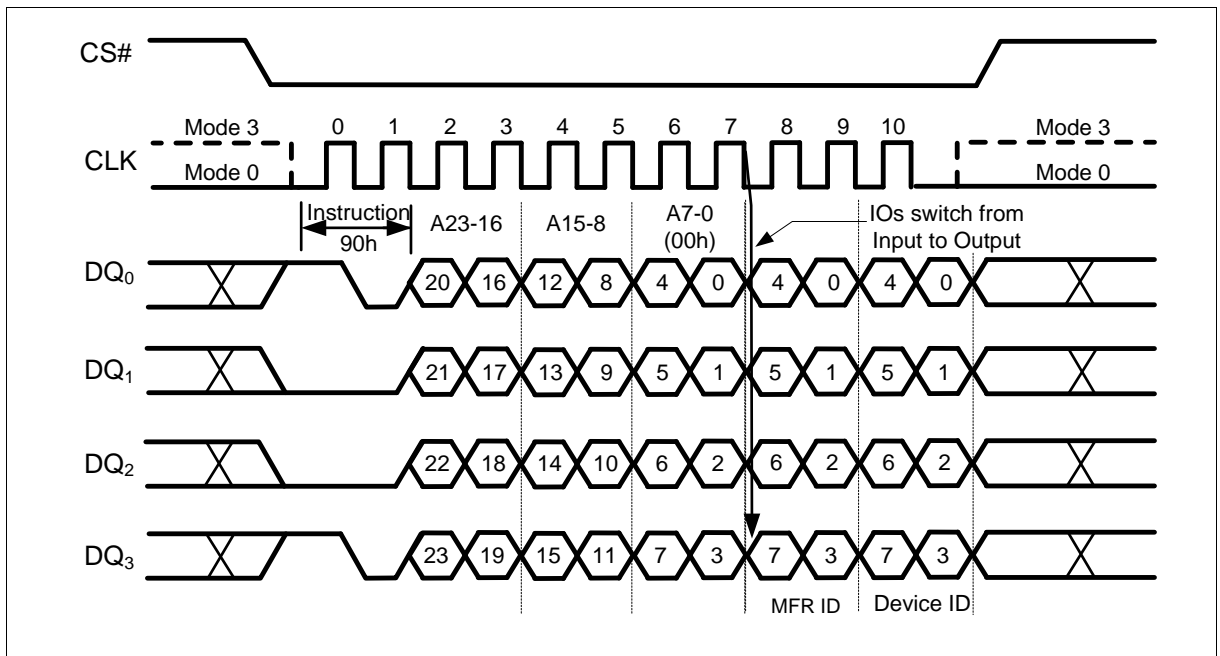 CS#
Mode 3 0 1 2 3 4 5 6 7 8 9 10 Mode 3
CLK
Mode 0 Mode 0
Instruction A23-16 A15-8 A7-0 IOs switch from
90h (00h) Input to Output
DQ0 20 16 12 8 4 0 4 0 4 0
DQ1 21 17 13 9 5 1 5 1 5 1
DQ2 22 18 14 10 6 2 6 2 6 2
DQ3 23 19 15 11 7 3 7 3 7 3
MFR ID Device ID